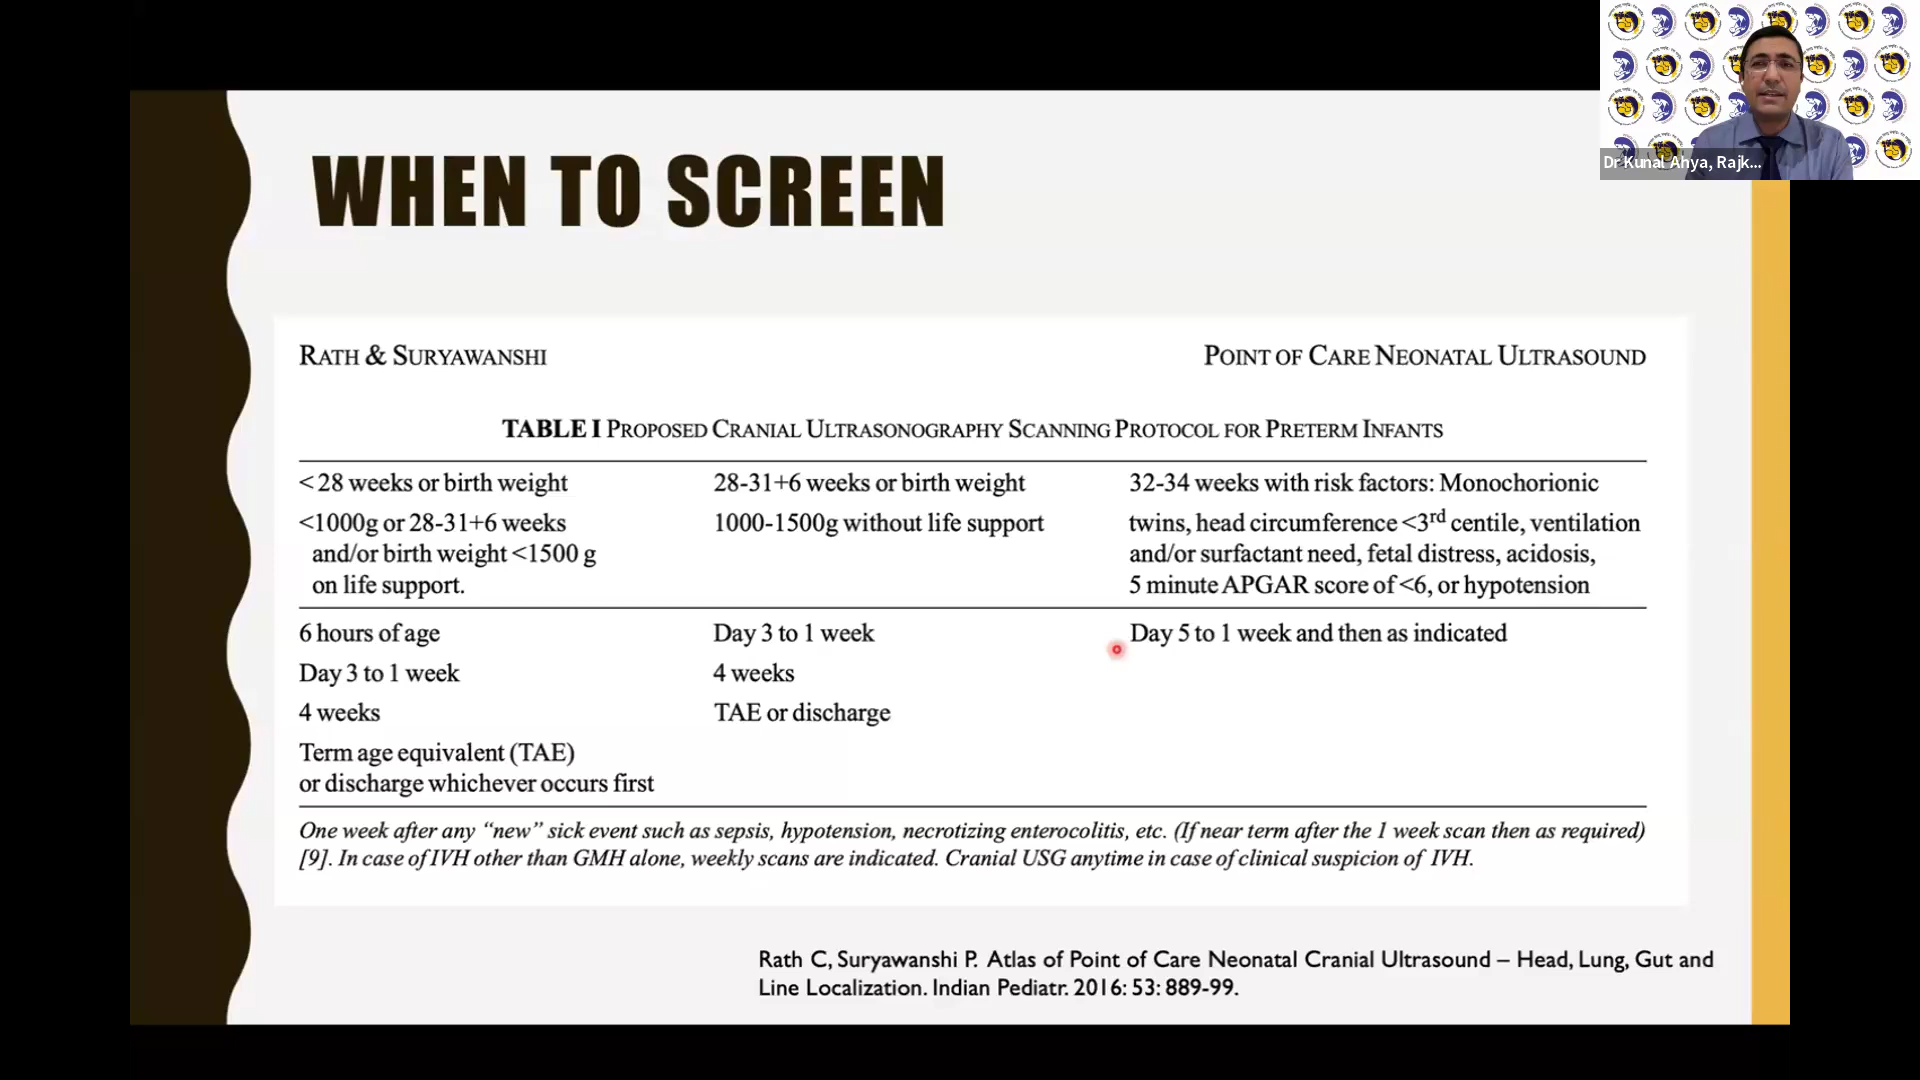 Dr Kunal Ahya, Rajk...
WHEN TO SCREEN
RATH & SURYAWANSHI
POINT OF CARE NEONATAL ULTRASOUND
TABLE I PROPOSED CRANIAL ULTRASONOGRAPHY SCANNING PROTOCOL FOR PRETERM INFANTS
< 28 weeks or birth weight
<1000g or 28-31+6 weeks
and/or birth weight <1500 g
on life support.
28-31+6 weeks or birth weight
1000-1500g without life support
32-34 weeks with risk factors: Monochorionic
twins, head circumference <3rd centile, ventilation
and/or surfactant need, fetal distress, acidosis,
5 minute APGAR score of <6, or hypotension
6 hours of age
Day 3 to 1 week
4 weeks
Term age equivalent (TAE)
or discharge whichever occurs first
Day 3 to 1 week
4 weeks
TAE or discharge
Day 5 to 1 week and then as indicated
One week after any “new” sick event such as sepsis, hypotension, necrotizing enterocolitis, etc. (If near term after the 1 week scan then as required)
[9]. In case of IVH other than GMH alone, weekly scans are indicated. Cranial USG anytime in case of clinical suspicion of IVH.
Rath C, Suryawanshi P. Atlas of Point of Care Neonatal Cranial Ultrasound – Head, Lung, Gut and
Line Localization. Indian Pediatr. 2016: 53: 889-99.